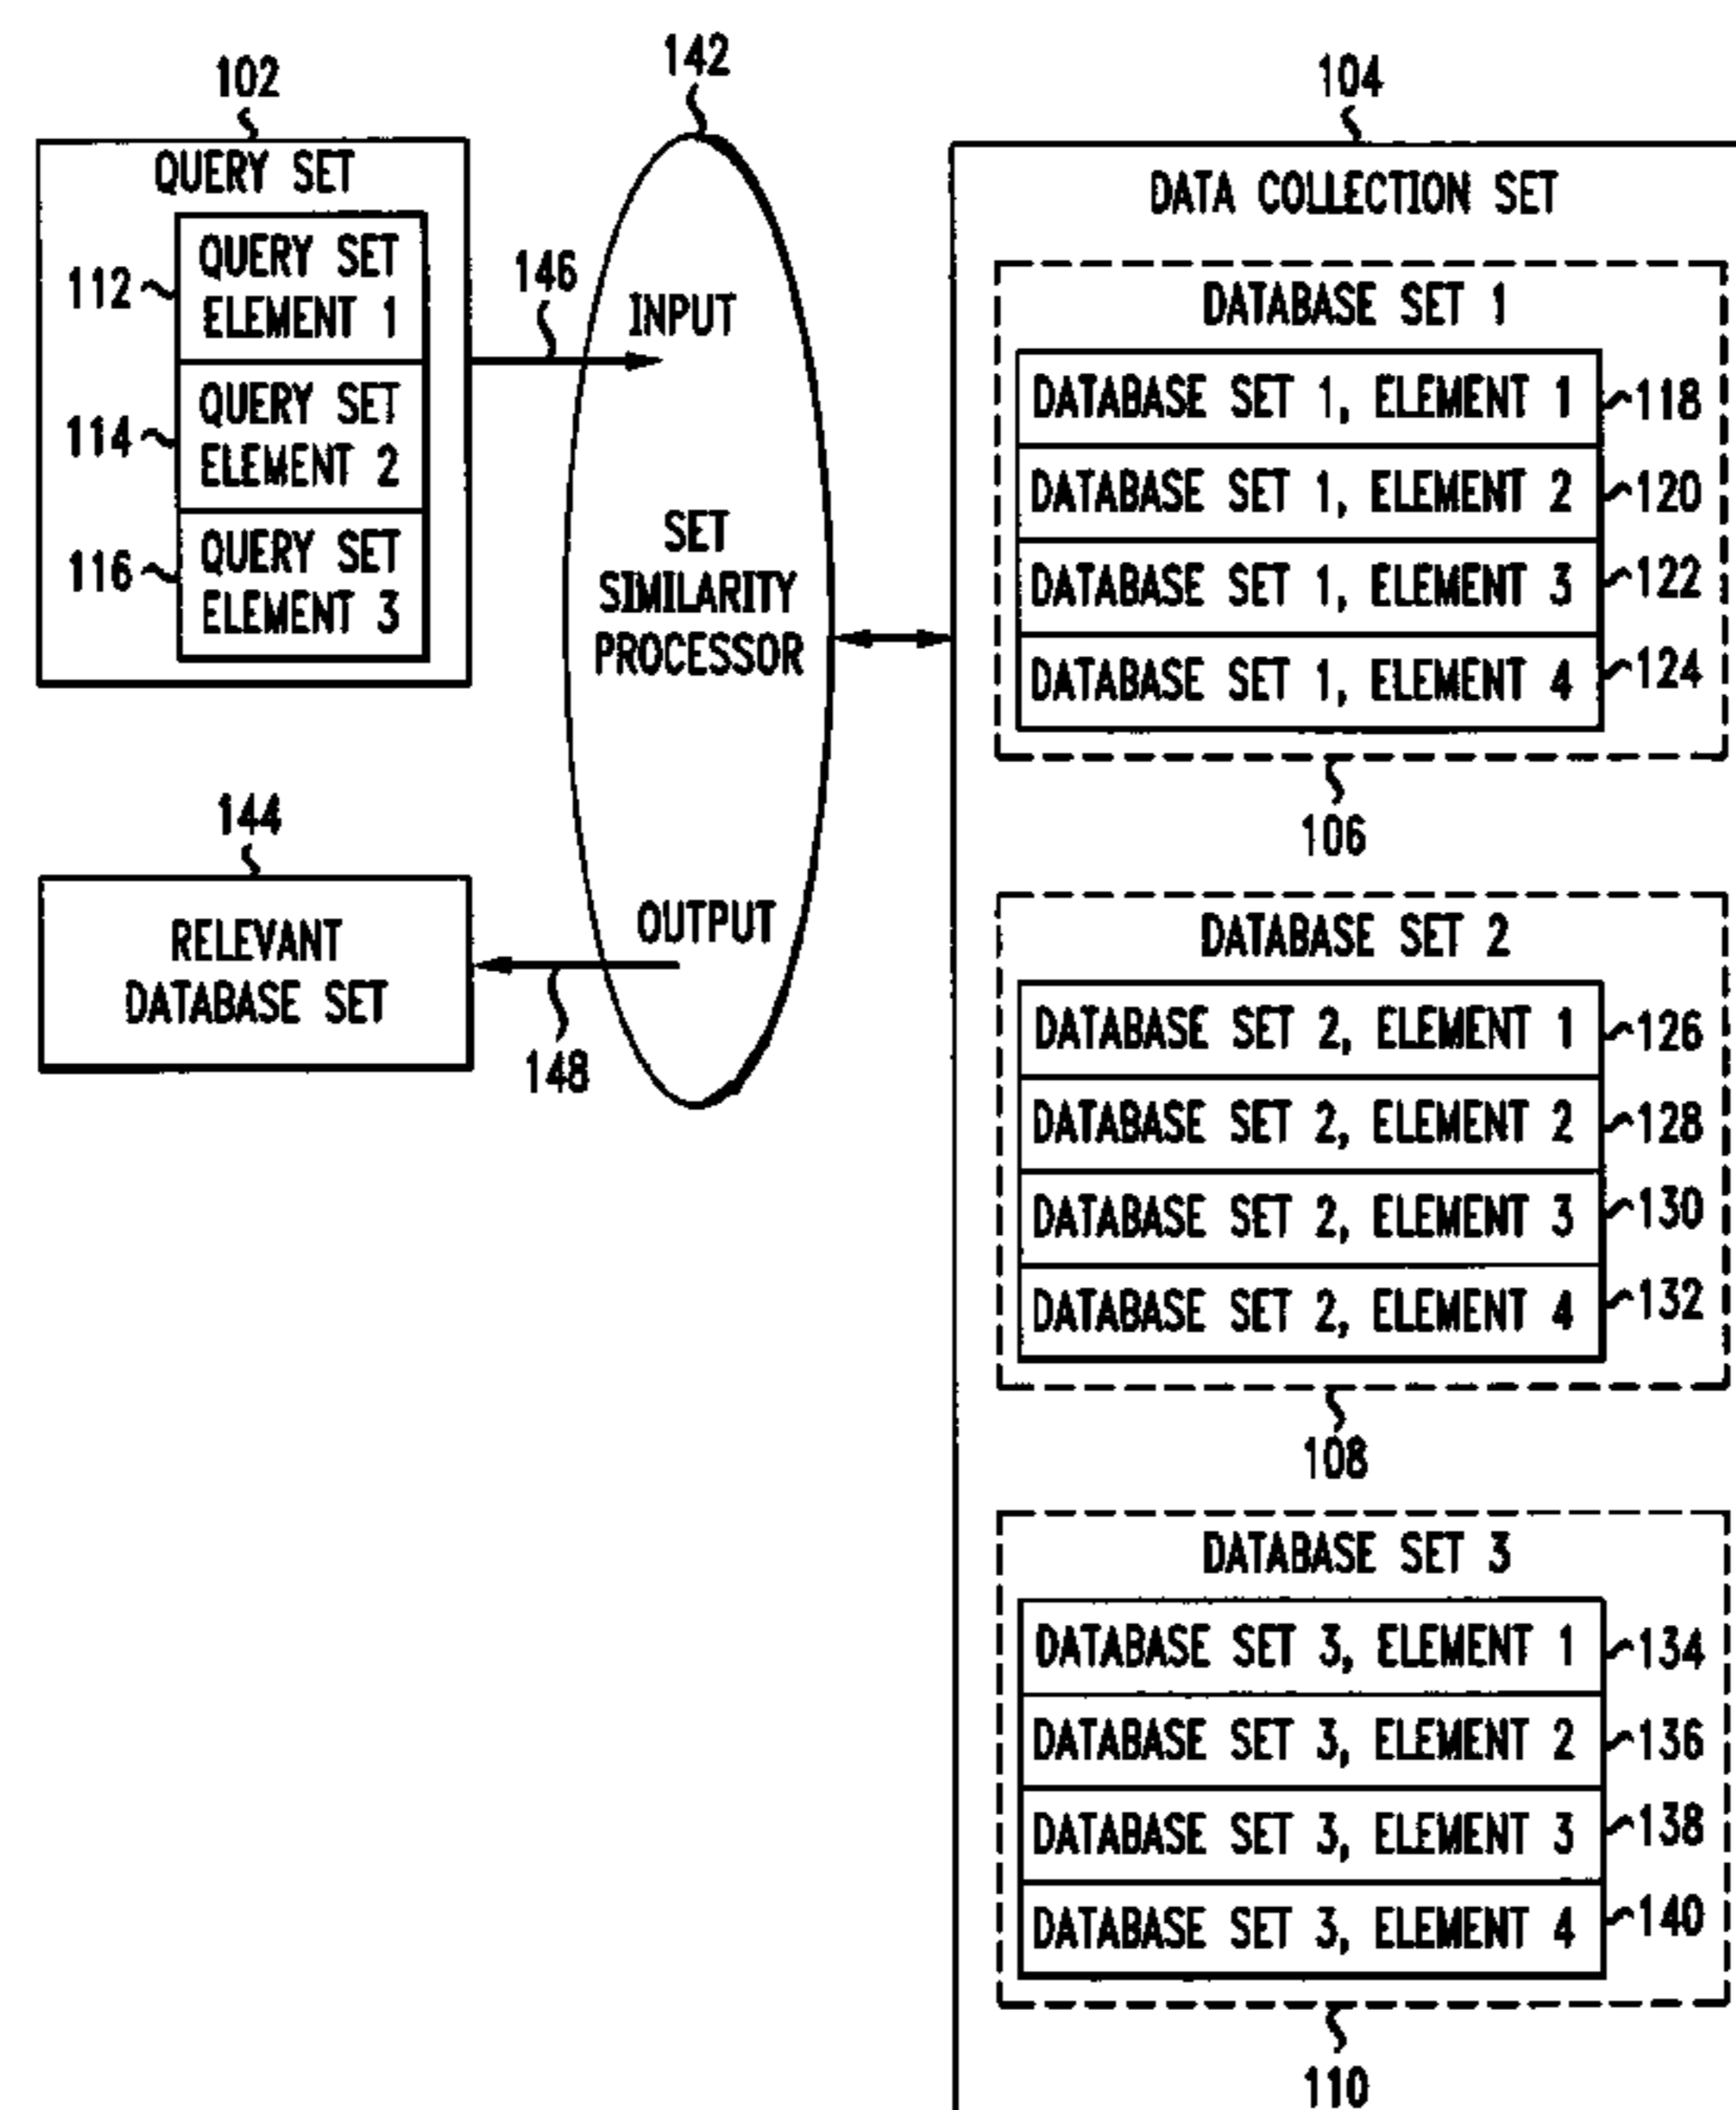 102
QUERY SET
112
QUERY SET
ELEMENT 1
114
QUERY SET
ELEMENT 2
116
QUERY SET
ELEMENT 3
146
142
INPUT
SET
SIMILARITY
PROCESSOR
OUTPUT
148
144
RELEVANT
DATABASE SET
104
DATA COLLECTION SET
DATABASE SET 1
DATABASE SET 1, ELEMENT 1 118
DATABASE SET 1, ELEMENT 2 120
DATABASE SET 1, ELEMENT 3 122
DATABASE SET 1, ELEMENT 4 124
106
DATABASE SET 2
DATABASE SET 2, ELEMENT 1 126
DATABASE SET 2, ELEMENT 2 128
DATABASE SET 2, ELEMENT 3 130
DATABASE SET 2, ELEMENT 4 132
108
DATABASE SET 3
DATABASE SET 3, ELEMENT 1 134
DATABASE SET 3, ELEMENT 2 136
DATABASE SET 3, ELEMENT 3 138
DATABASE SET 3, ELEMENT 4 140
110